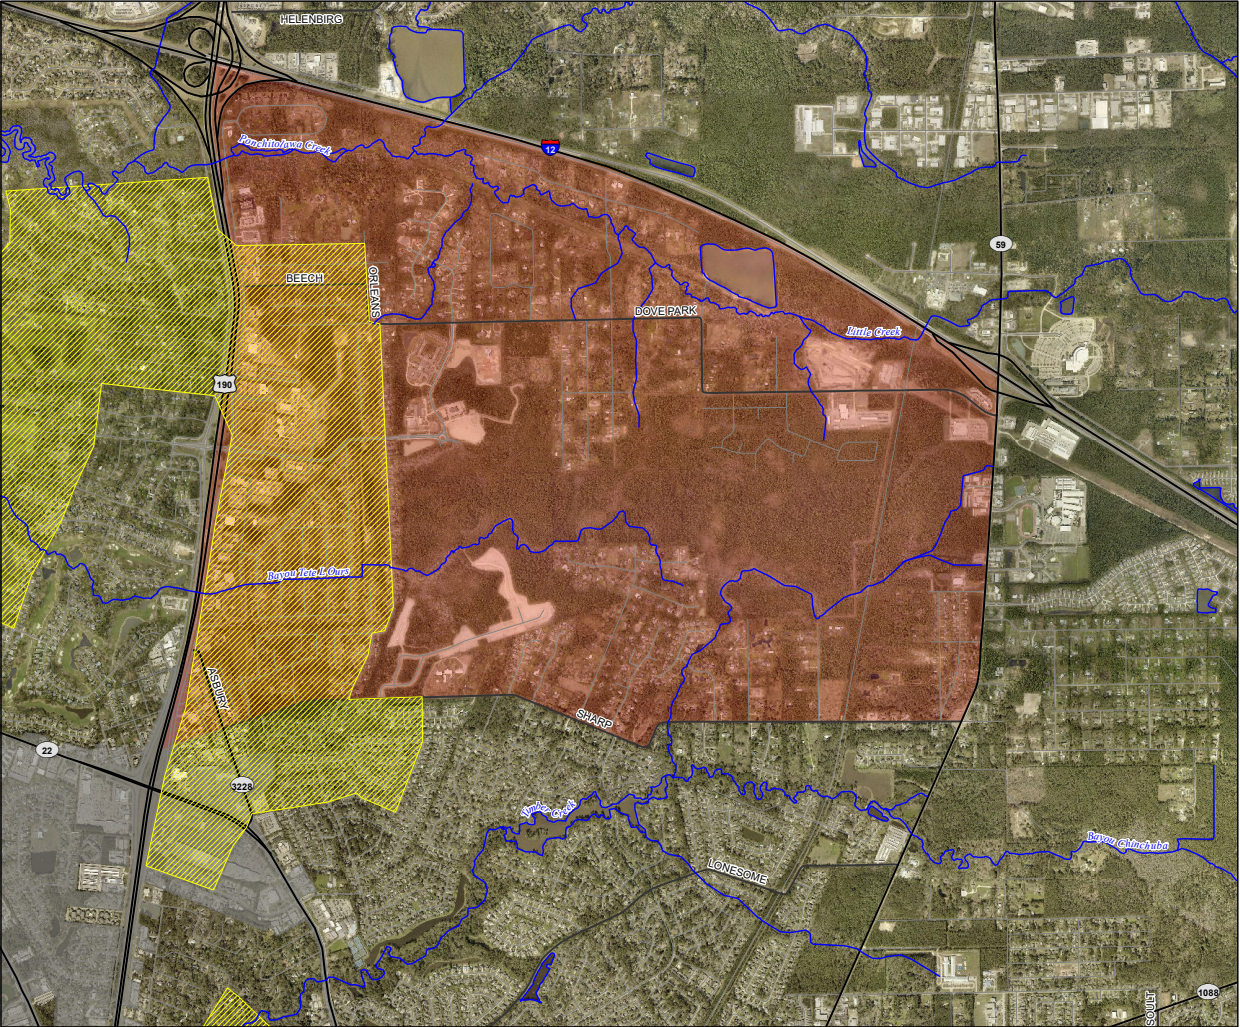 HELENBIRG
Ponchitolawa Creek
12
59
BEECH
ORLEANS
DOVE PARK
Little Creek
190
Bayou Tete L Ours
ASBURY
SHARP
22
3228
Timber Creek
Bayou Chinchuba
LONESOME
1088
SOULT